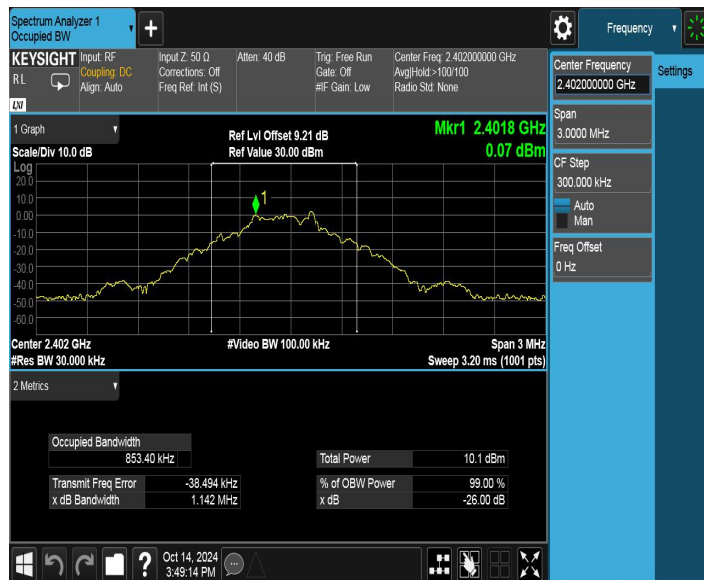 Spectrum Analyzer 1
Occupied BW
+
Frequency
KEYSIGHT
RL
LXI
Input: RF
Coupling: DC
Align: Auto
Input Z: 50 Ω
Corrections: Off
Freq Ref: Int (S)
Atten: 40 dB
Trig: Free Run
Gate: Off
#IF Gain: Low
Center Freq: 2.402000000 GHz
Avg|Hold:>100/100
Radio Std: None
Center Frequency
2.402000000 GHz
Settings
Span
3.0000 MHz
CF Step
300.000 kHz
Auto
Man
Freq Offset
0 Hz
1 Graph
Scale/Div 10.0 dB
Ref Lvl Offset 9.21 dB
Ref Value 30.00 dBm
Mkr1 2.4018 GHz
0.07 dBm
Log
20.0
10.0
0.00
-10.0
-20.0
-30.0
-40.0
-50.0
-60.0
1
Center 2.402 GHz
#Res BW 30.000 kHz
#Video BW 100.00 kHz
Span 3 MHz
Sweep 3.20 ms (1001 pts)
2 Metrics
Occupied Bandwidth
853.40 kHz
Total Power 10.1 dBm
Transmit Freq Error -38.494 kHz
% of OBW Power 99.00 %
x dB Bandwidth 1.142 MHz
x dB -26.00 dB
?
Oct 14, 2024
3:49:14 PM